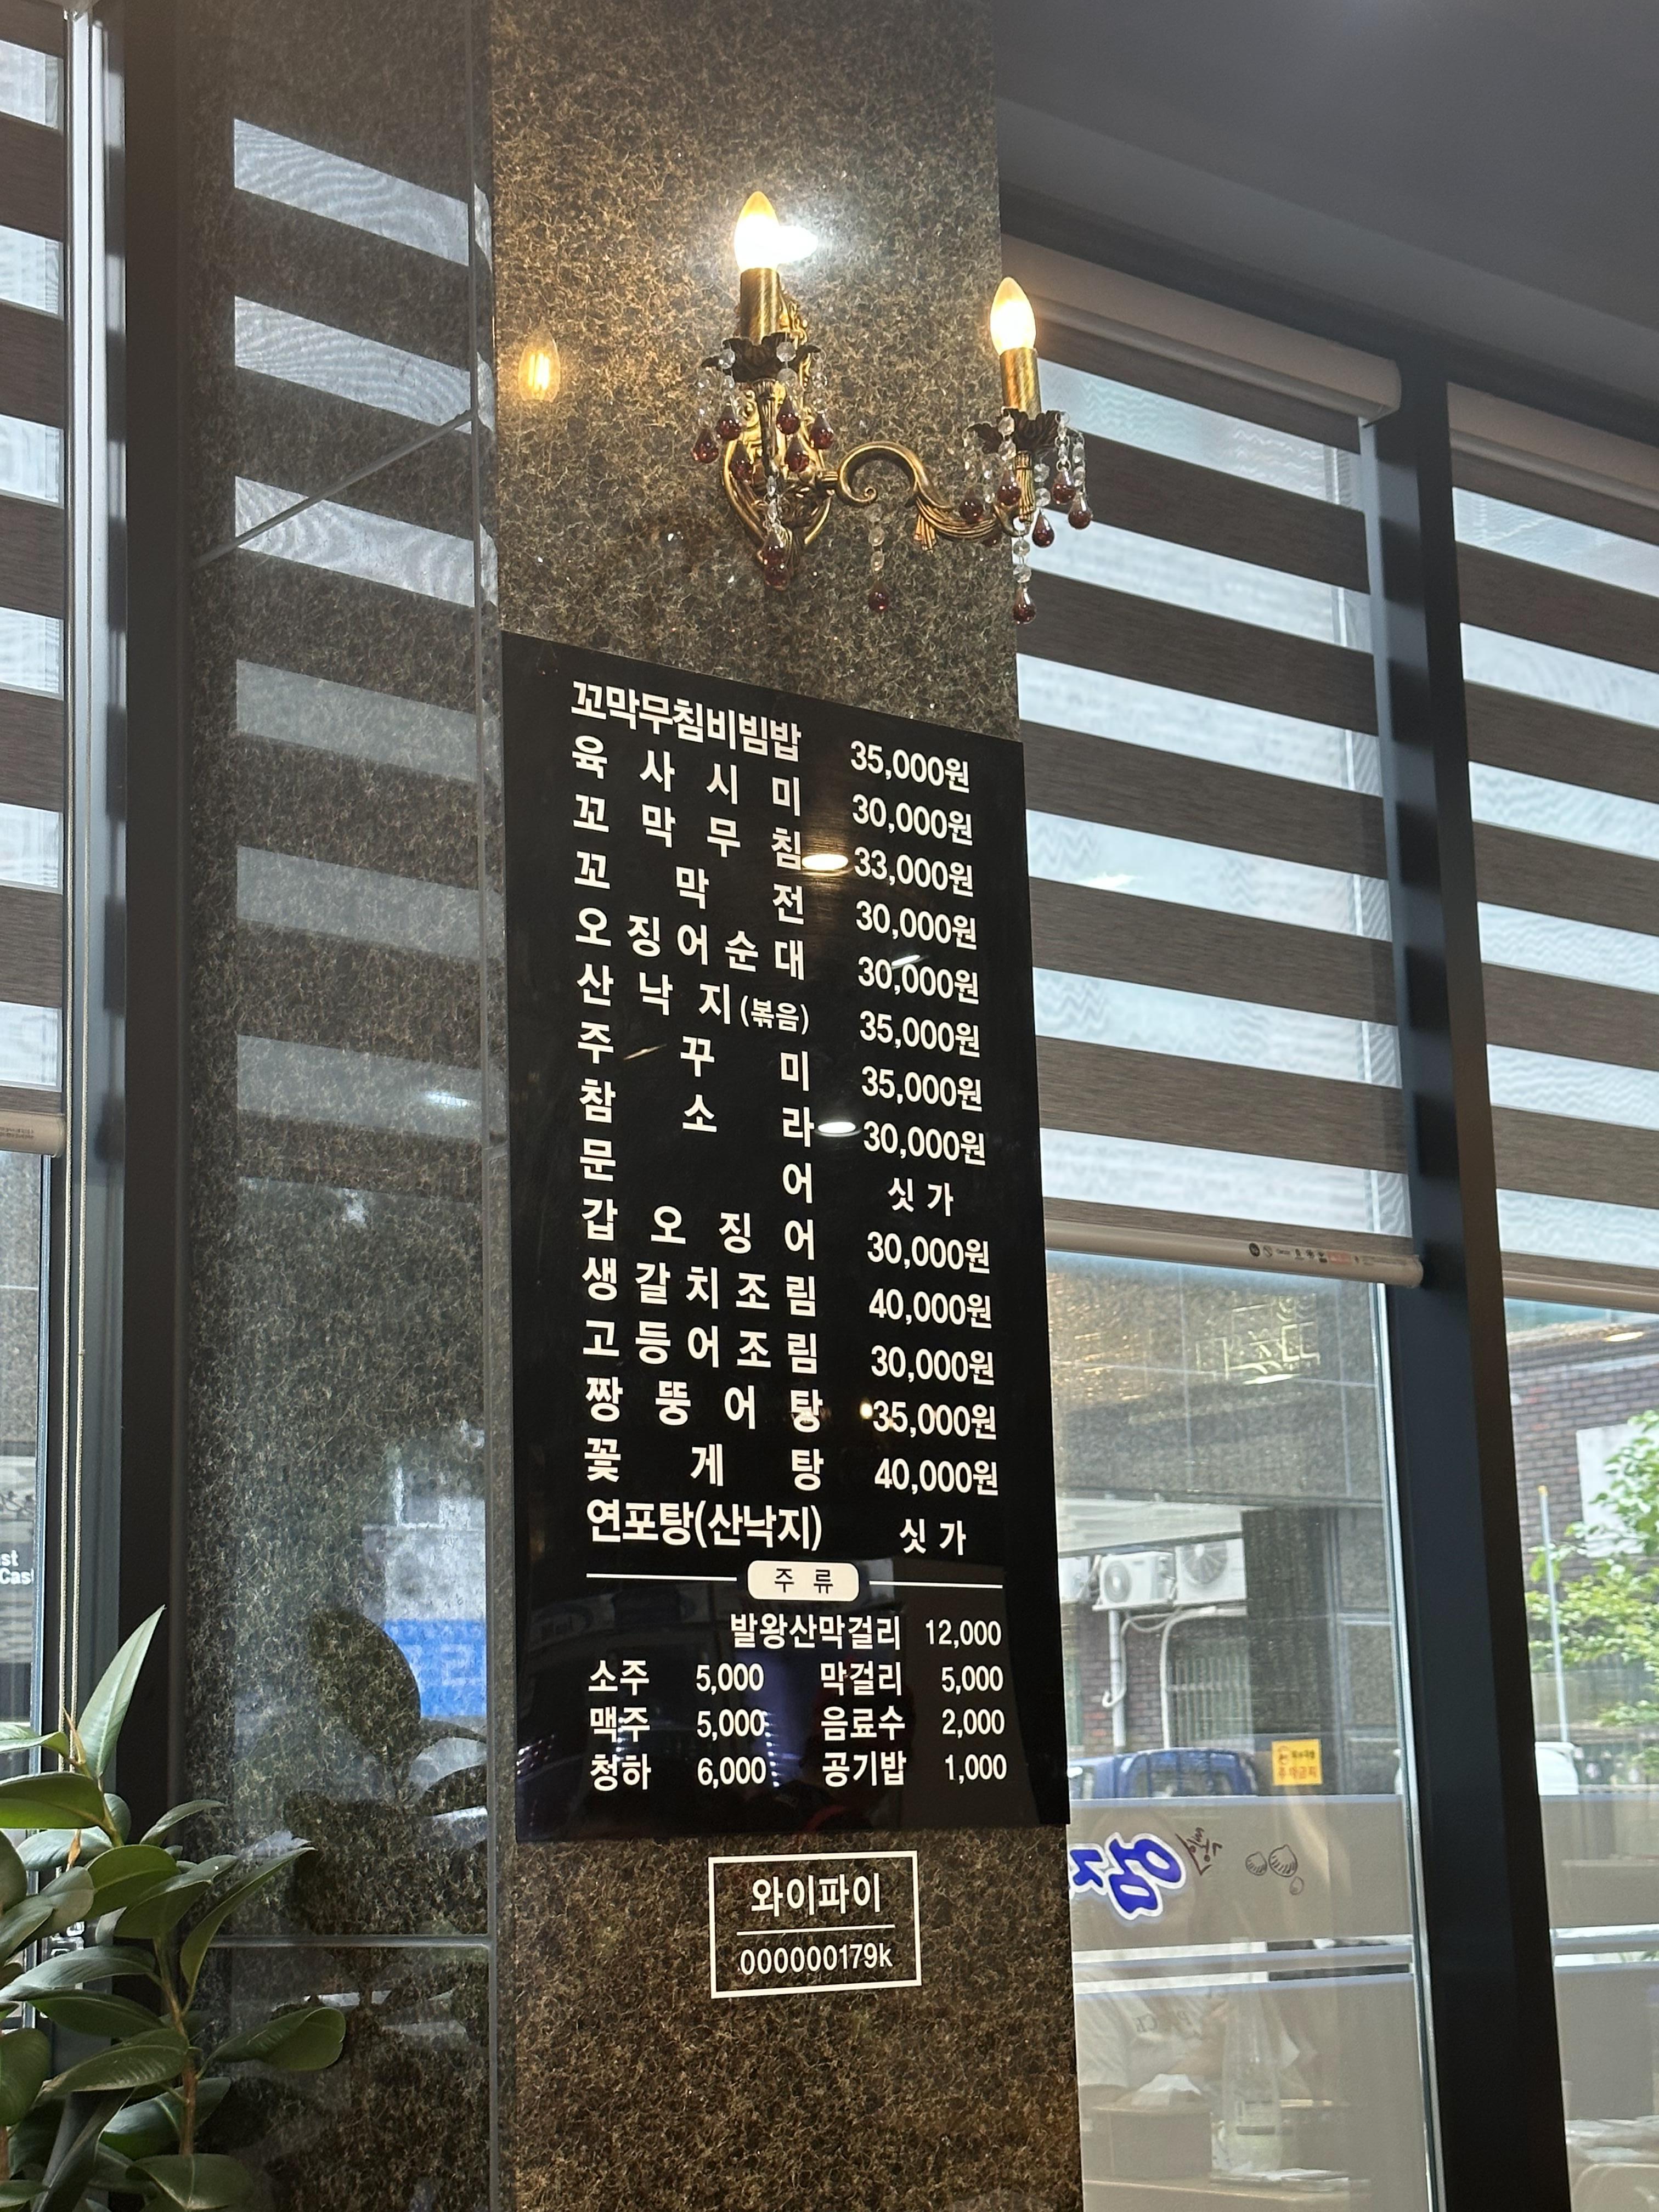 꼬막무침비빔밥 35,000원
육사시미 30,000원
꼬막무침 33,000원
꼬막전 30,000원
오징어순대 30,000원
산낙지(볶음) 35,000원
주꾸미 35,000원
참소라 30,000원
문어 싯가
갑오징어 30,000원
생갈치조림 40,000원
고등어조림 30,000원
짱뚱어탕 35,000원
꽃게탕 40,000원
연포탕(산낙지) 싯가
주류
발왕산막걸리 12,000
소주 5,000 막걸리 5,000
맥주 5,000 음료수 2,000
청하 6,000 공기밥 1,000
와이파이
000000179k